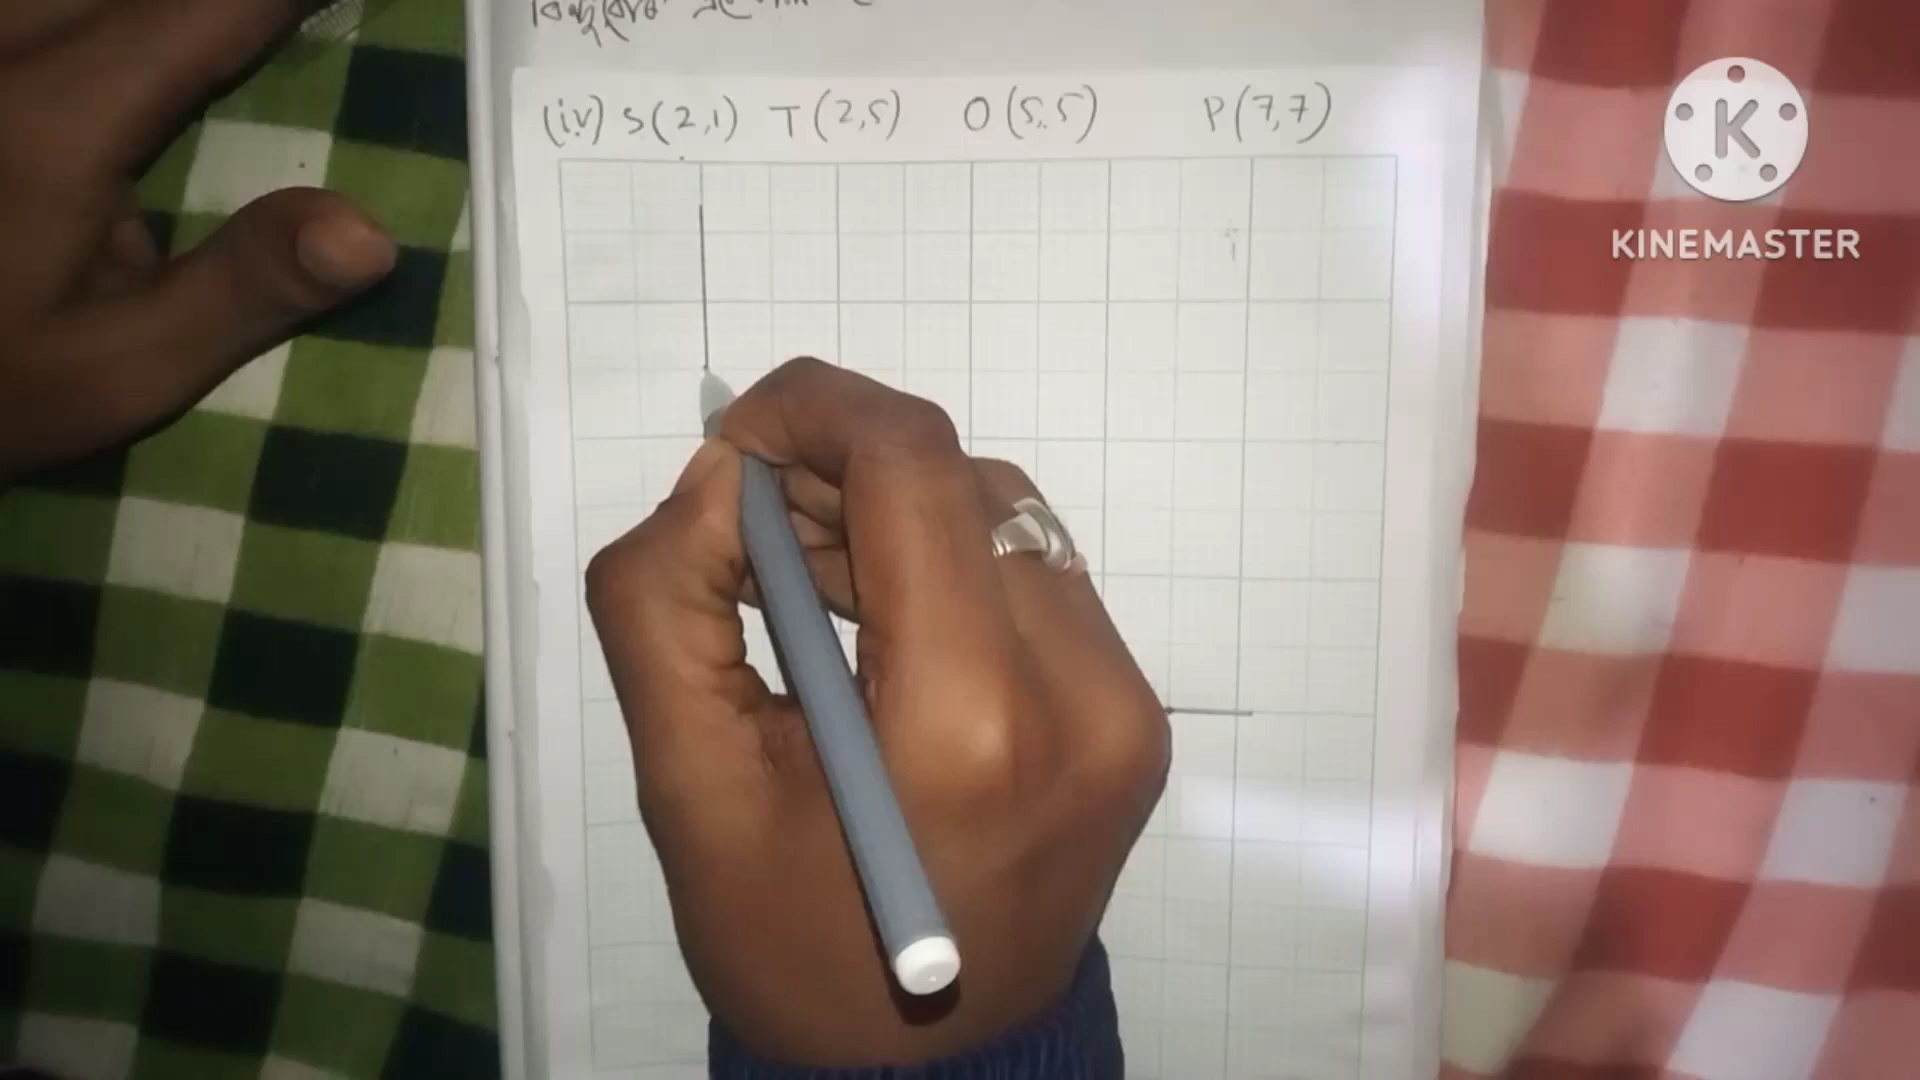 (iv) S(2,1) T(2,5) O(5,5) P(7,7)
K
KINEMASTER